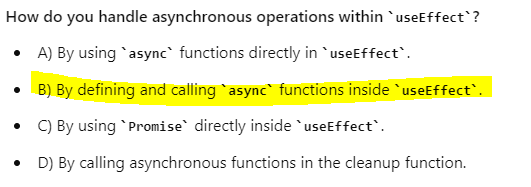 How do you handle asynchronous operations within `useEffect`?
• A) By using `async` functions directly in `useEffect`.
• B) By defining and calling `async` functions inside `useEffect`.
• C) By using `Promise` directly inside `useEffect`.
• D) By calling asynchronous functions in the cleanup function.